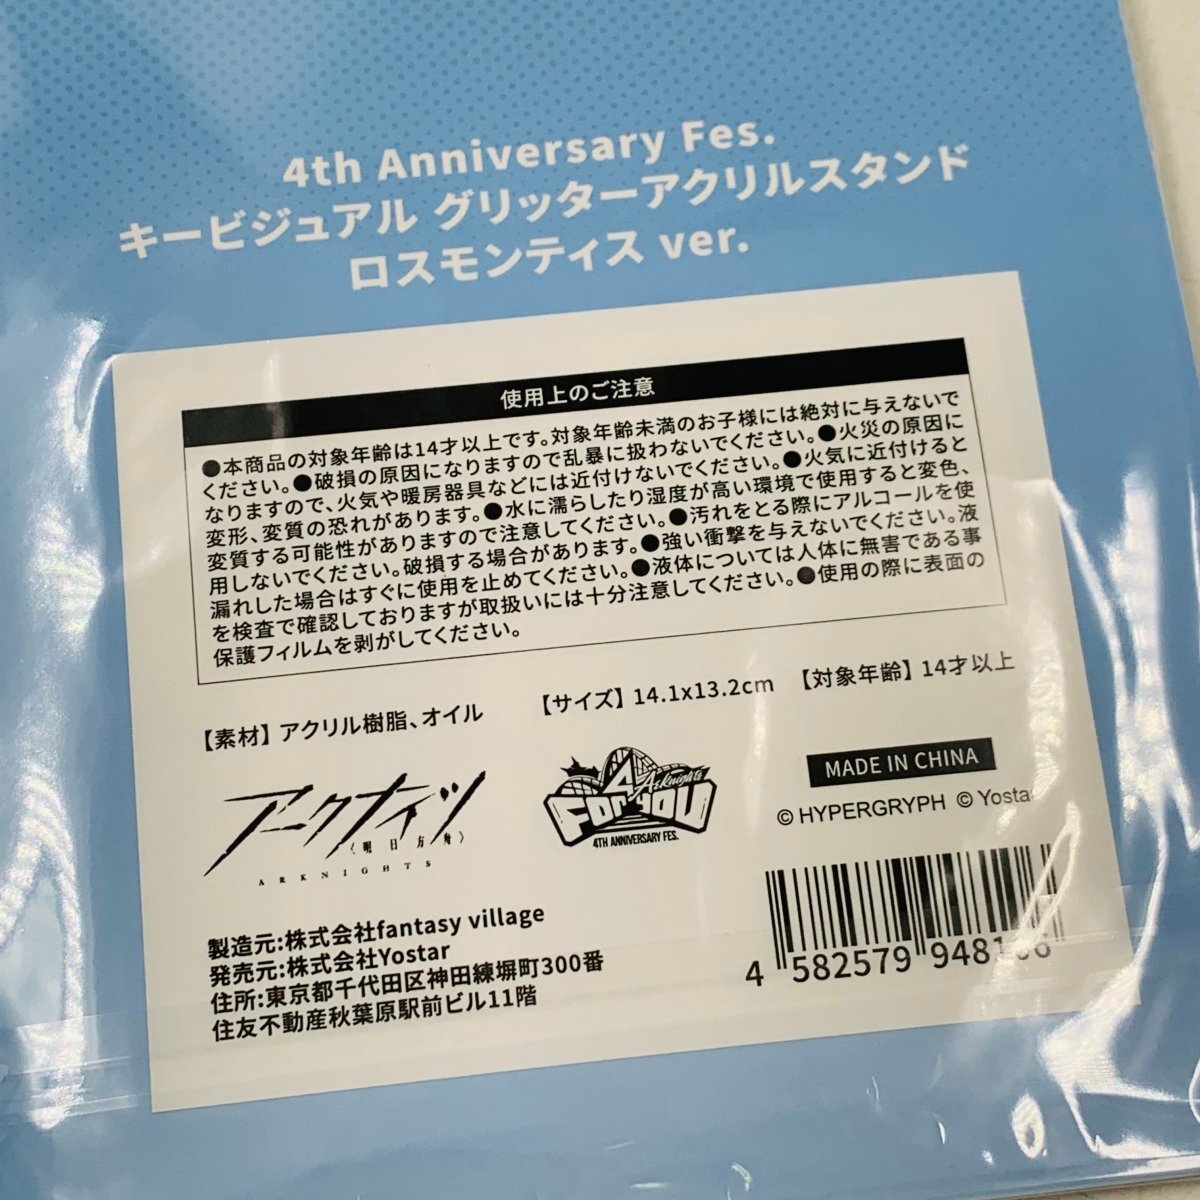 4th Anniversary Fes.
キービジュアル グリッターアクリルスタンド
ロスモンティス ver.
使用上のご注意
●本商品の対象年齢は14才以上です。対象年齢未満のお子様には絶対に与えないで
ください。●破損の原因になりますので乱暴に扱わないでください。●火災の原因に
なりますので、火気や暖房器具などには近付けないでください。●火気に近付けると
変形、変質の恐れがあります。●水に濡らしたり湿度が高い環境で使用すると変色、
変質する可能性がありますので注意してください。●汚れをとる際にアルコールを使
用しないでください。破損する場合があります。●強い衝撃を与えないでください。液
漏れした場合はすぐに使用を止めてください。●液体については人体に無害である事
を検査で確認しておりますが取扱いには十分注意してください。●使用の際に表面の
保護フィルムを剥がしてください。
【素材】アクリル樹脂、オイル 【サイズ】14.1x13.2cm 【対象年齢】14才以上
アークナイツ
〈明日方舟〉
ARKNIGHTS
4 Arknights
For you
4TH ANNIVERSARY FES.
MADE IN CHINA
© HYPERGRYPH ©
製造元:株式会社fantasy village
発売元:株式会社Yostar
住所:東京都千代田区神田練塀町300番
住友不動産秋葉原駅前ビル11階
4 582579